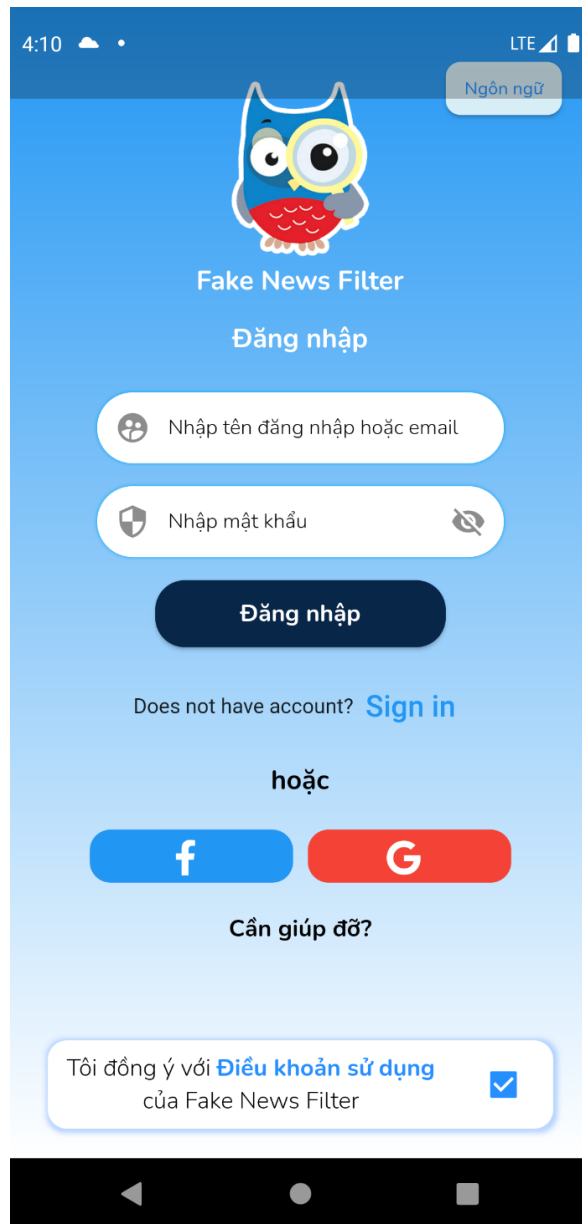 4:10
LTE
Ngôn ngữ
Fake News Filter
Đăng nhập
Nhập tên đăng nhập hoặc email
Nhập mật khẩu
Đăng nhập
Does not have account? Sign in
hoặc
f G
Cần giúp đỡ?
Tôi đồng ý với Điều khoản sử dụng
của Fake News Filter